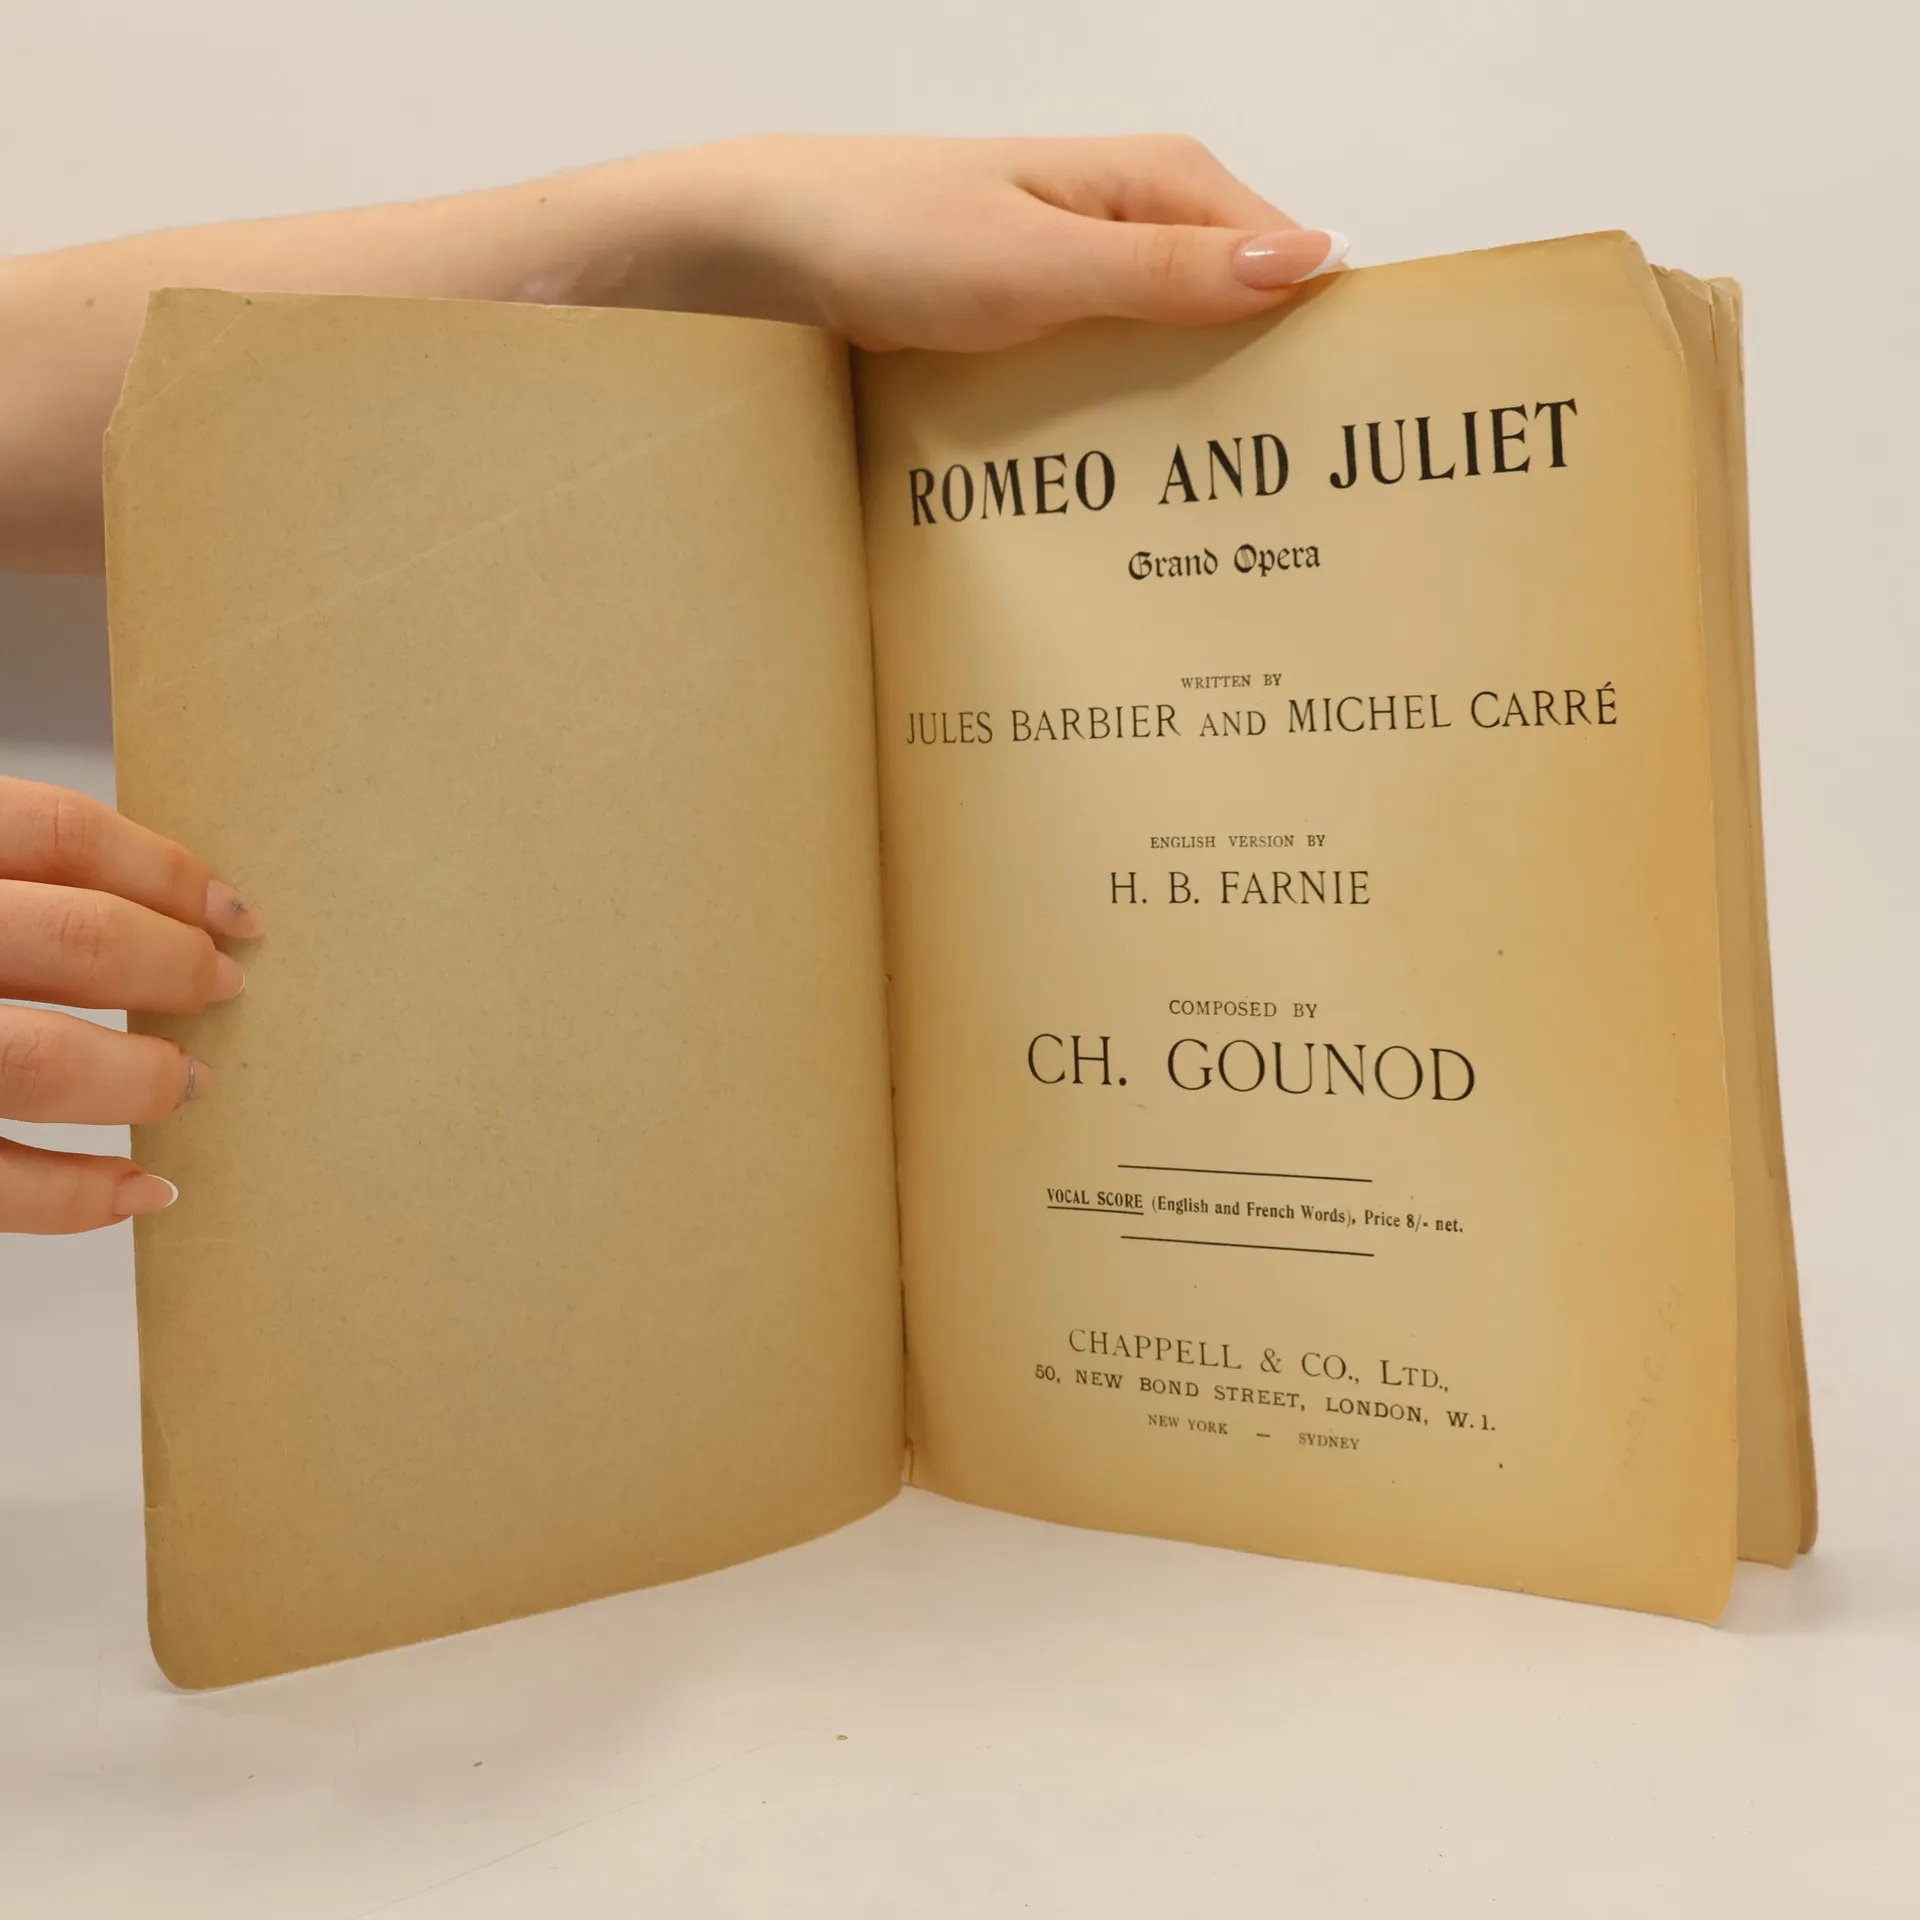 ROMEO AND JULIET
Grand Opera
WRITTEN BY
JULES BARBIER AND MICHEL CARRÉ
ENGLISH VERSION BY
H. B. FARNIE
COMPOSED BY
CH. GOUNOD
VOCAL SCORE (English and French Words), Price 8/- net.
CHAPPELL & CO., LTD.,
50, NEW BOND STREET, LONDON, W. 1.
NEW YORK — SYDNEY